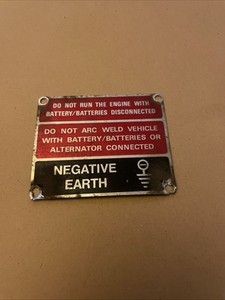 DO NOT RUN THE ENGINE WITH
BATTERY/BATTERIES DISCONNECTED
DO NOT ARC WELD VEHICLE
WITH BATTERY/BATTERIES OR
ALTERNATOR CONNECTED
NEGATIVE
EARTH